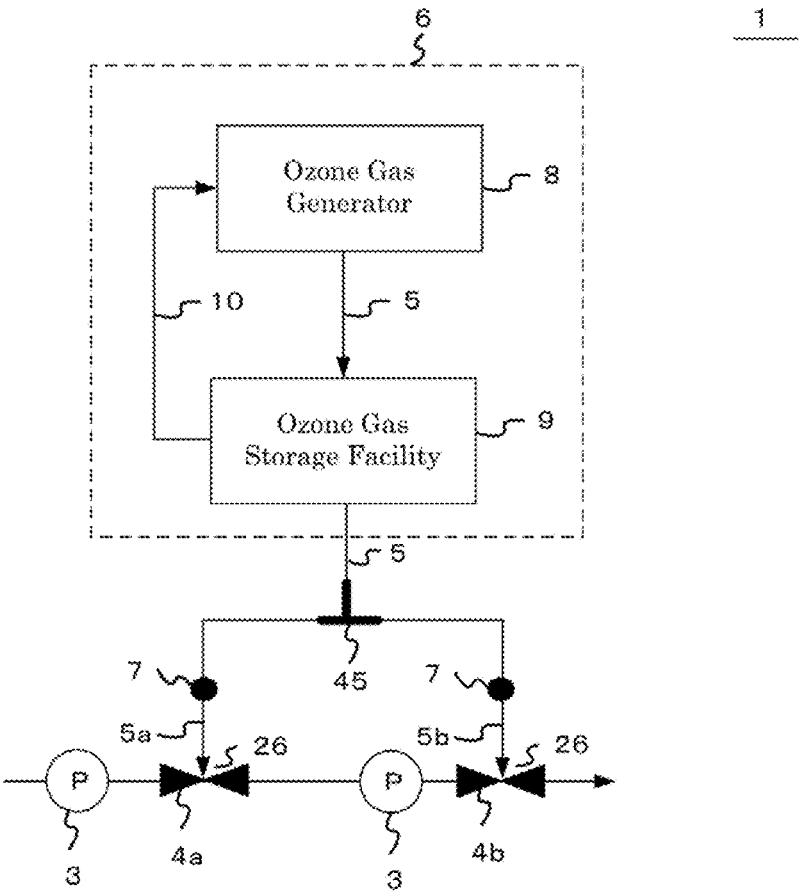 6
1
Ozone Gas
Generator
8
10
5
Ozone Gas
Storage Facility
9
5
45
7
7
5a
26
5b
26
P
P
3
4a
3
4b